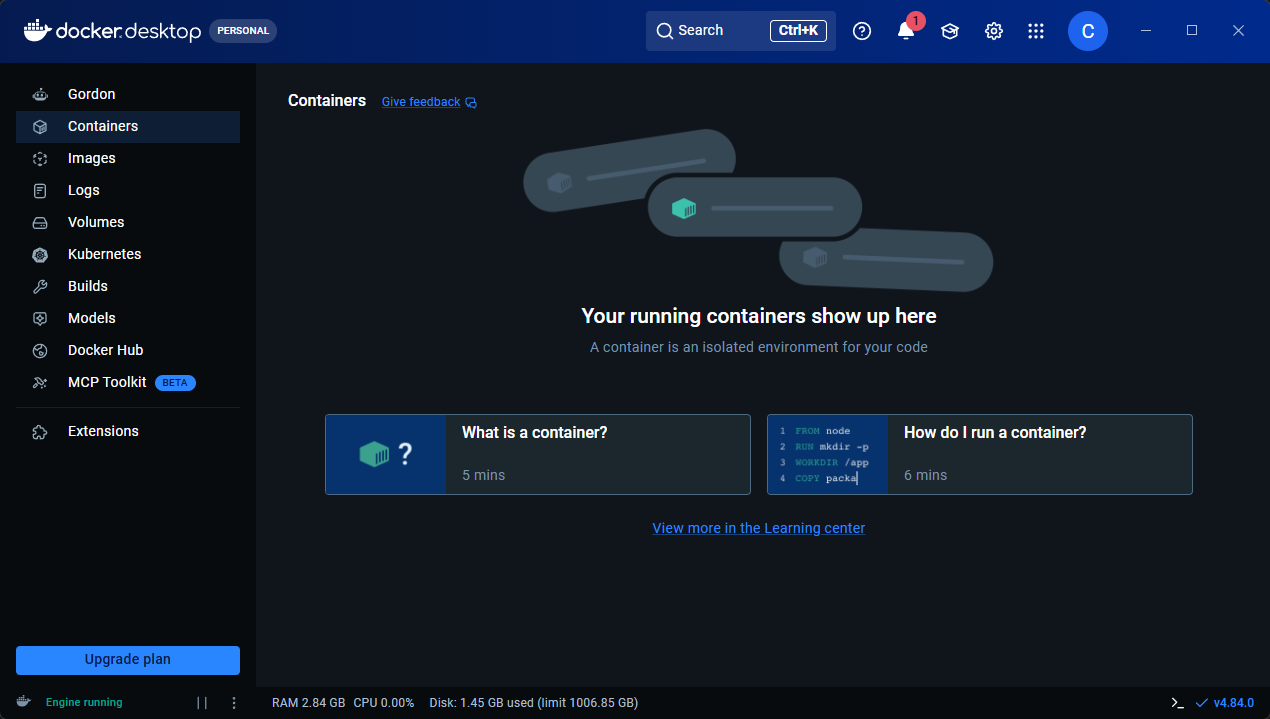 docker.desktop PERSONAL
Search Ctrl+K
1
C
Gordon
Containers
Images
Logs
Volumes
Kubernetes
Builds
Models
Docker Hub
MCP Toolkit BETA
Extensions
Upgrade plan
Containers Give feedback
Your running containers show up here
A container is an isolated environment for your code
?
What is a container?
5 mins
1 FROM node
2 RUN mkdir -p
3 WORKDIR /app
4 COPY packa
How do I run a container?
6 mins
View more in the Learning center
Engine running
RAM 2.84 GB CPU 0.00% Disk: 1.45 GB used (limit 1006.85 GB)
v4.84.0